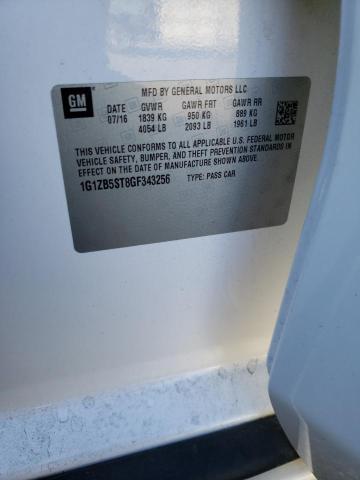 GM
MFD BY GENERAL MOTORS LLC
DATE GVWR GAWR FRT GAWR RR
07/16 1839 KG 950 KG 889 KG
4054 LB 2093 LB 1961 LB
THIS VEHICLE CONFORMS TO ALL APPLICABLE U.S. FEDERAL MOTOR
VEHICLE SAFETY, BUMPER, AND THEFT PREVENTION STANDARDS IN
EFFECT ON THE DATE OF MANUFACTURE SHOWN ABOVE.
1G1ZB5ST8GF343256 TYPE: PASS CAR